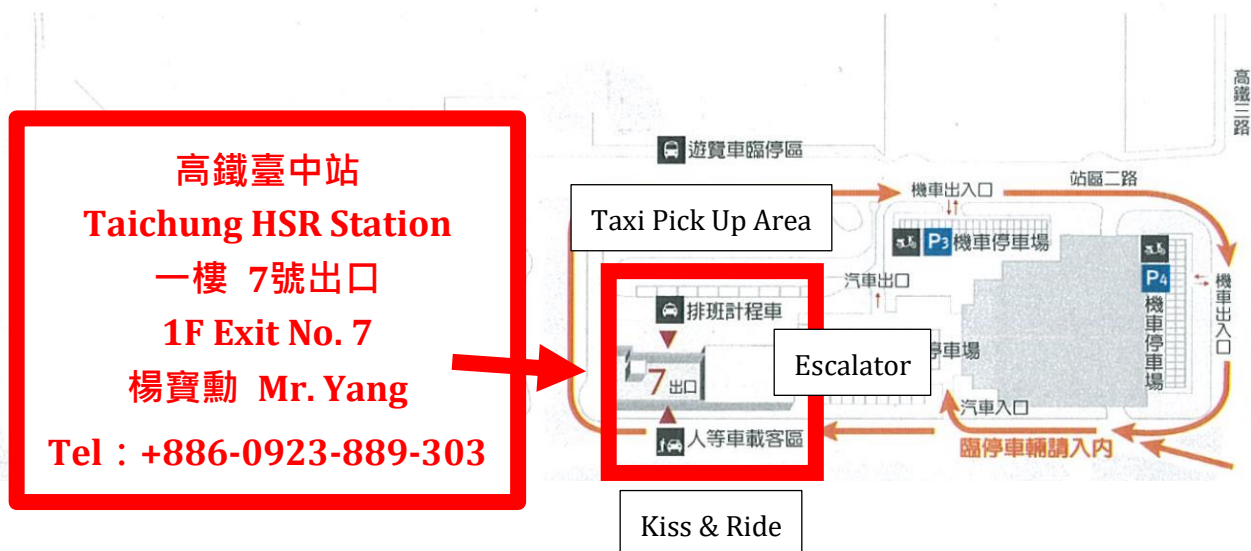 高鐵臺中站
Taichung HSR Station
一樓 7號出口
1F Exit No. 7
楊寶勳 Mr. Yang
Tel：+886-0923-889-303
高鐵三路
遊覽車臨停區
站區二路
機車出入口
Taxi Pick Up Area
P3 機車停車場
P4
機車停車場
機車出入口
汽車出口
排班計程車
Escalator
停車場
7 出口
汽車入口
人等車載客區
臨停車輛請入內
Kiss & Ride